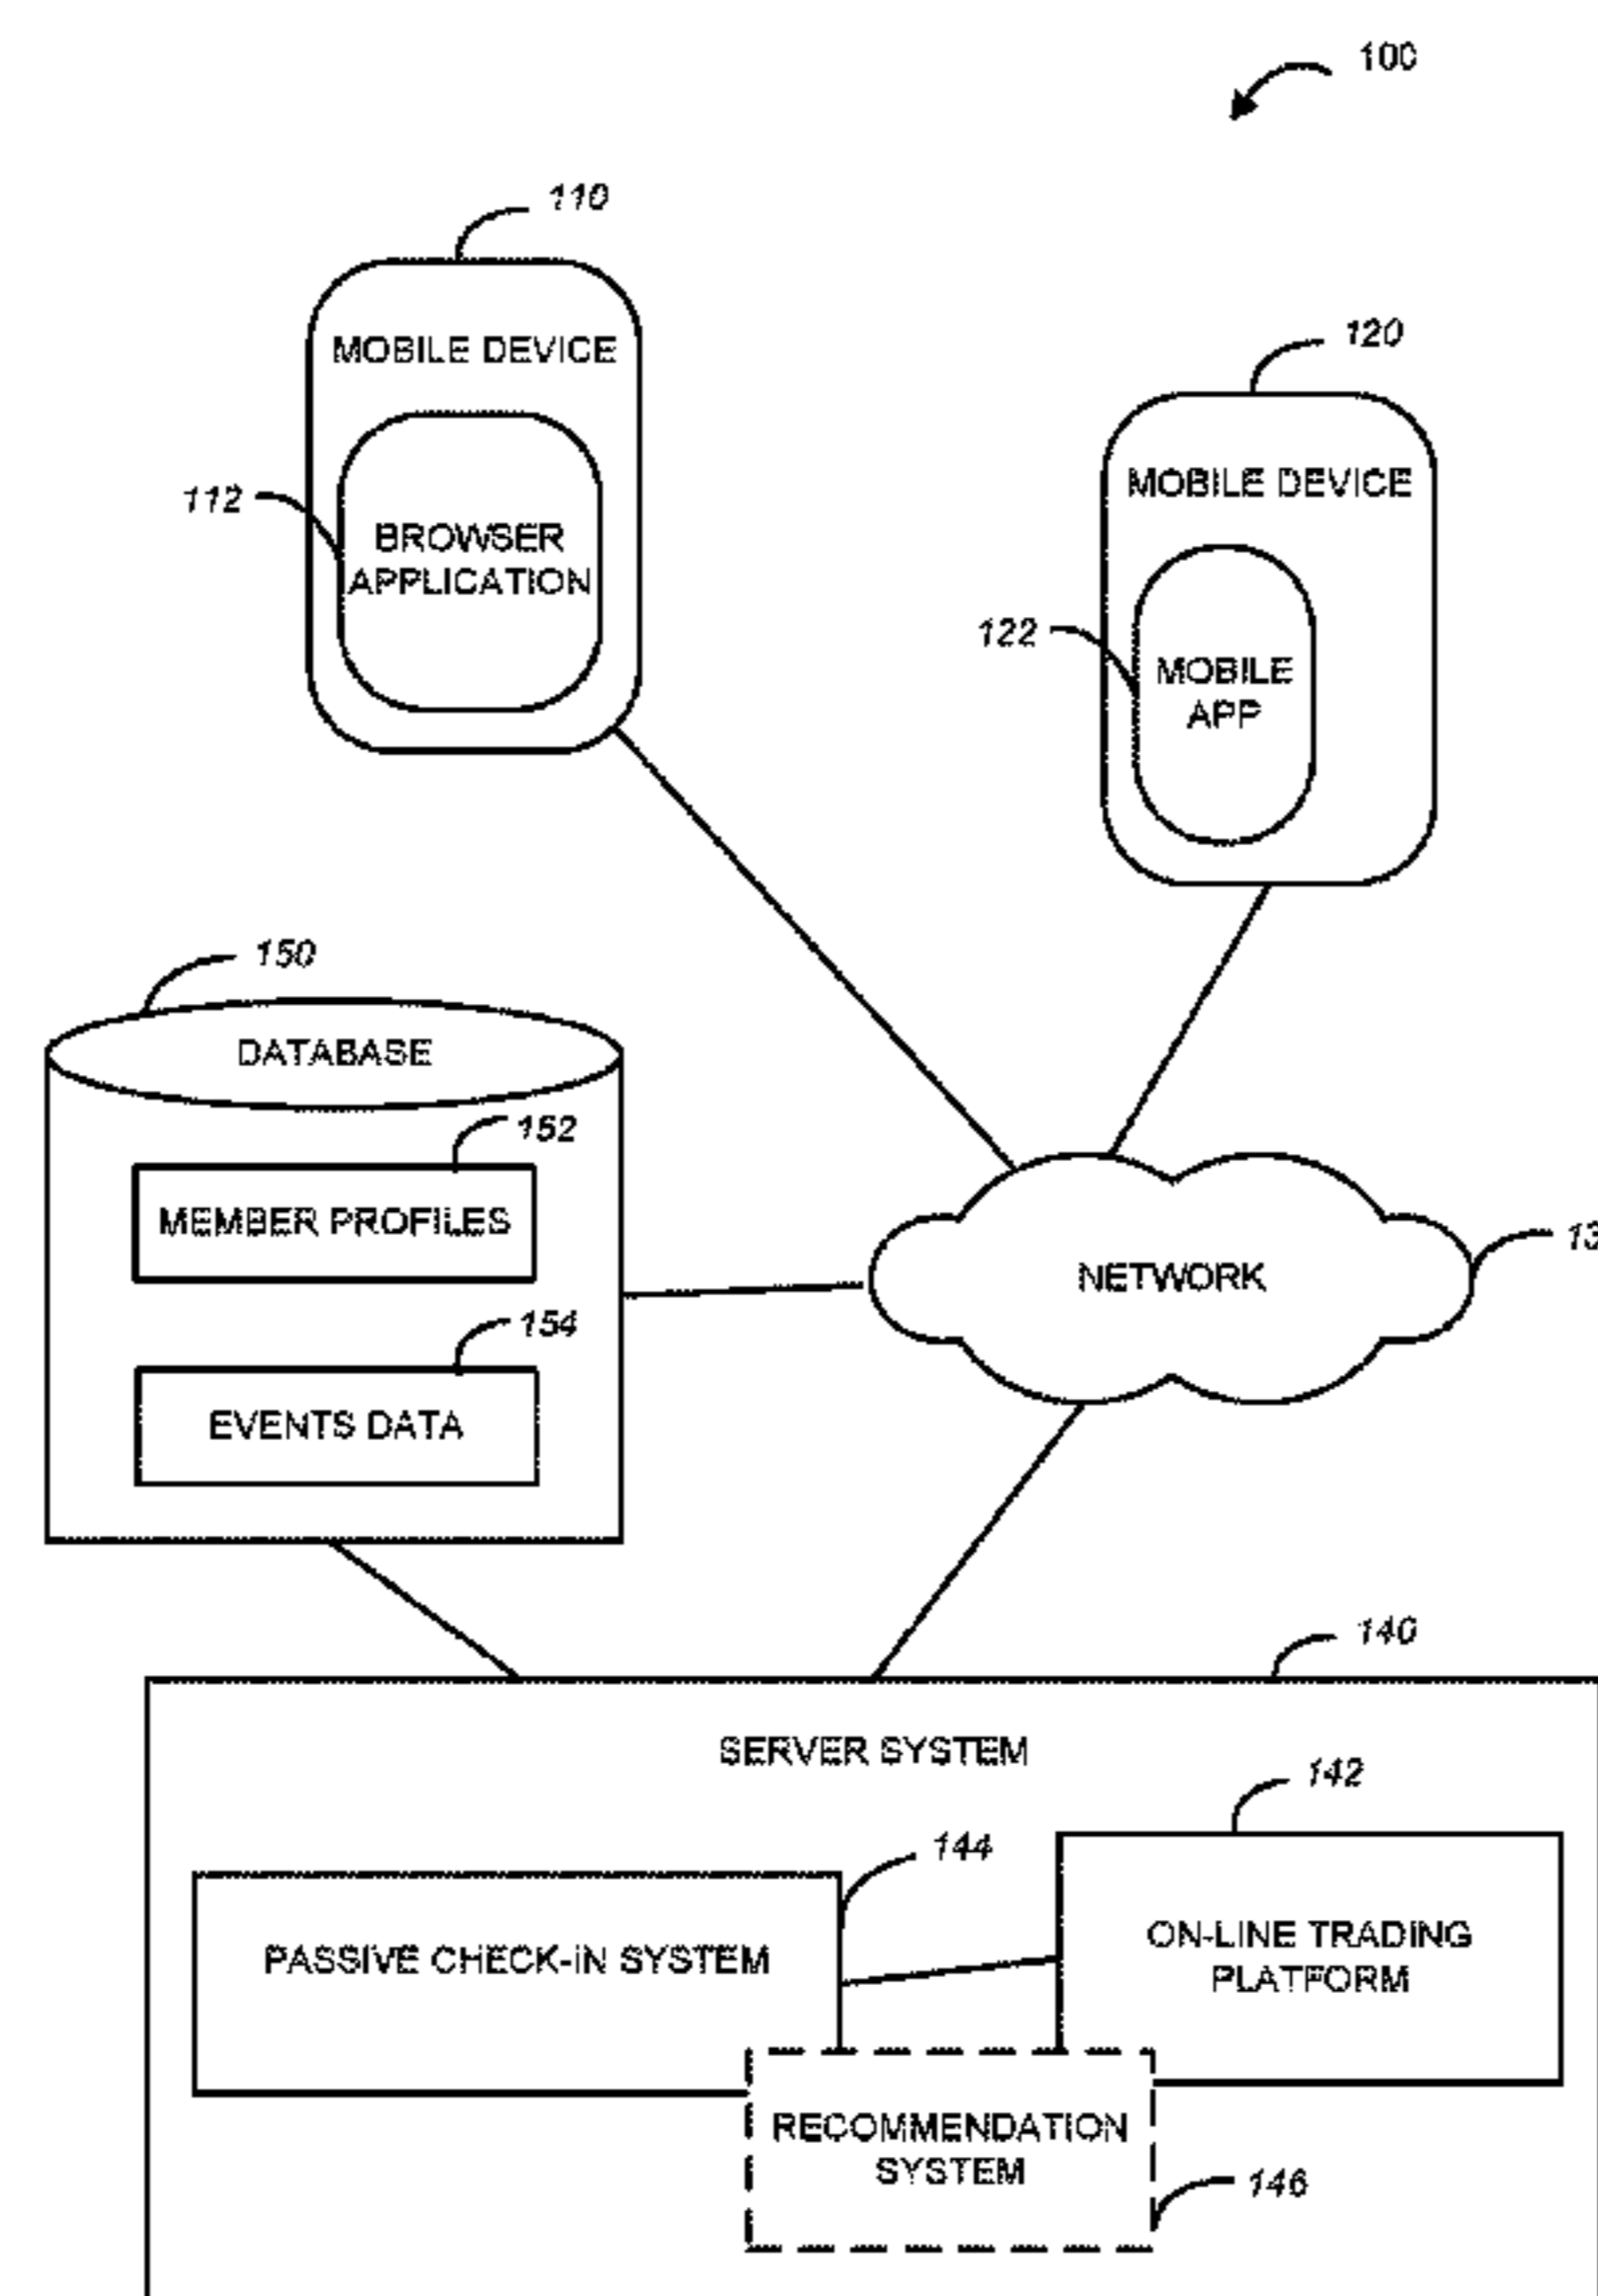 100
110
MOBILE DEVICE
120
MOBILE DEVICE
112
BROWSER
APPLICATION
122
MOBILE
APP
150
DATABASE
152
MEMBER PROFILES
13
NETWORK
154
EVENTS DATA
140
SERVER SYSTEM
142
144
ON-LINE TRADING
PLATFORM
PASSIVE CHECK-IN SYSTEM
RECOMMENDATION
SYSTEM
146